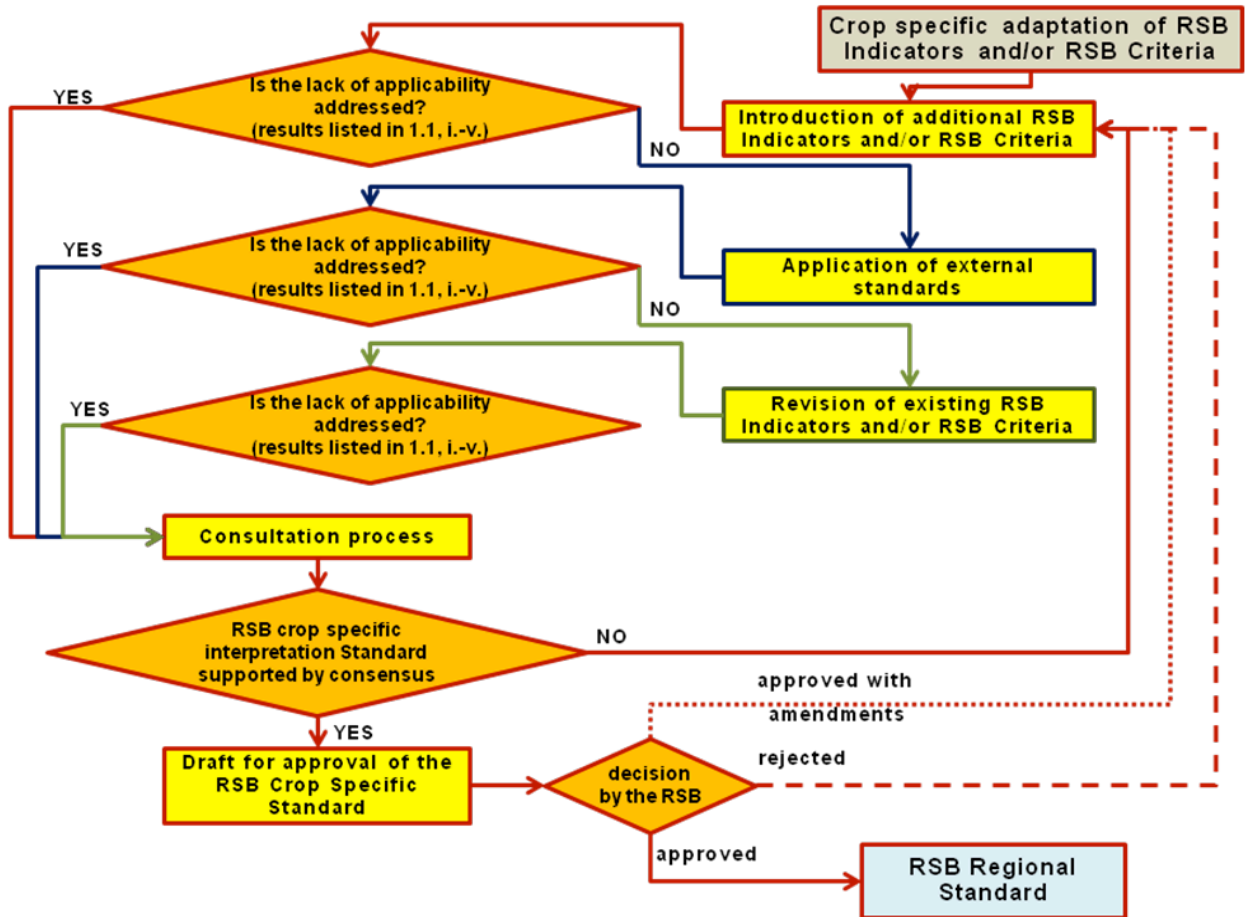 Crop specific adaptation of RSB
Indicators and/or RSB Criteria
Is the lack of applicability
addressed?
(results listed in 1.1, i.-v.)
YES
NO
Introduction of additional RSB
Indicators and/or RSB Criteria
Is the lack of applicability
addressed?
(results listed in 1.1, i.-v.)
YES
NO
Application of external
standards
Is the lack of applicability
addressed?
(results listed in 1.1, i.-v.)
YES
Revision of existing RSB
Indicators and/or RSB Criteria
Consultation process
RSB crop specific
interpretation Standard
supported by consensus
NO
YES
approved with
amendments
Draft for approval of the
RSB Crop Specific
Standard
decision
by the RSB
rejected
approved
RSB Regional
Standard